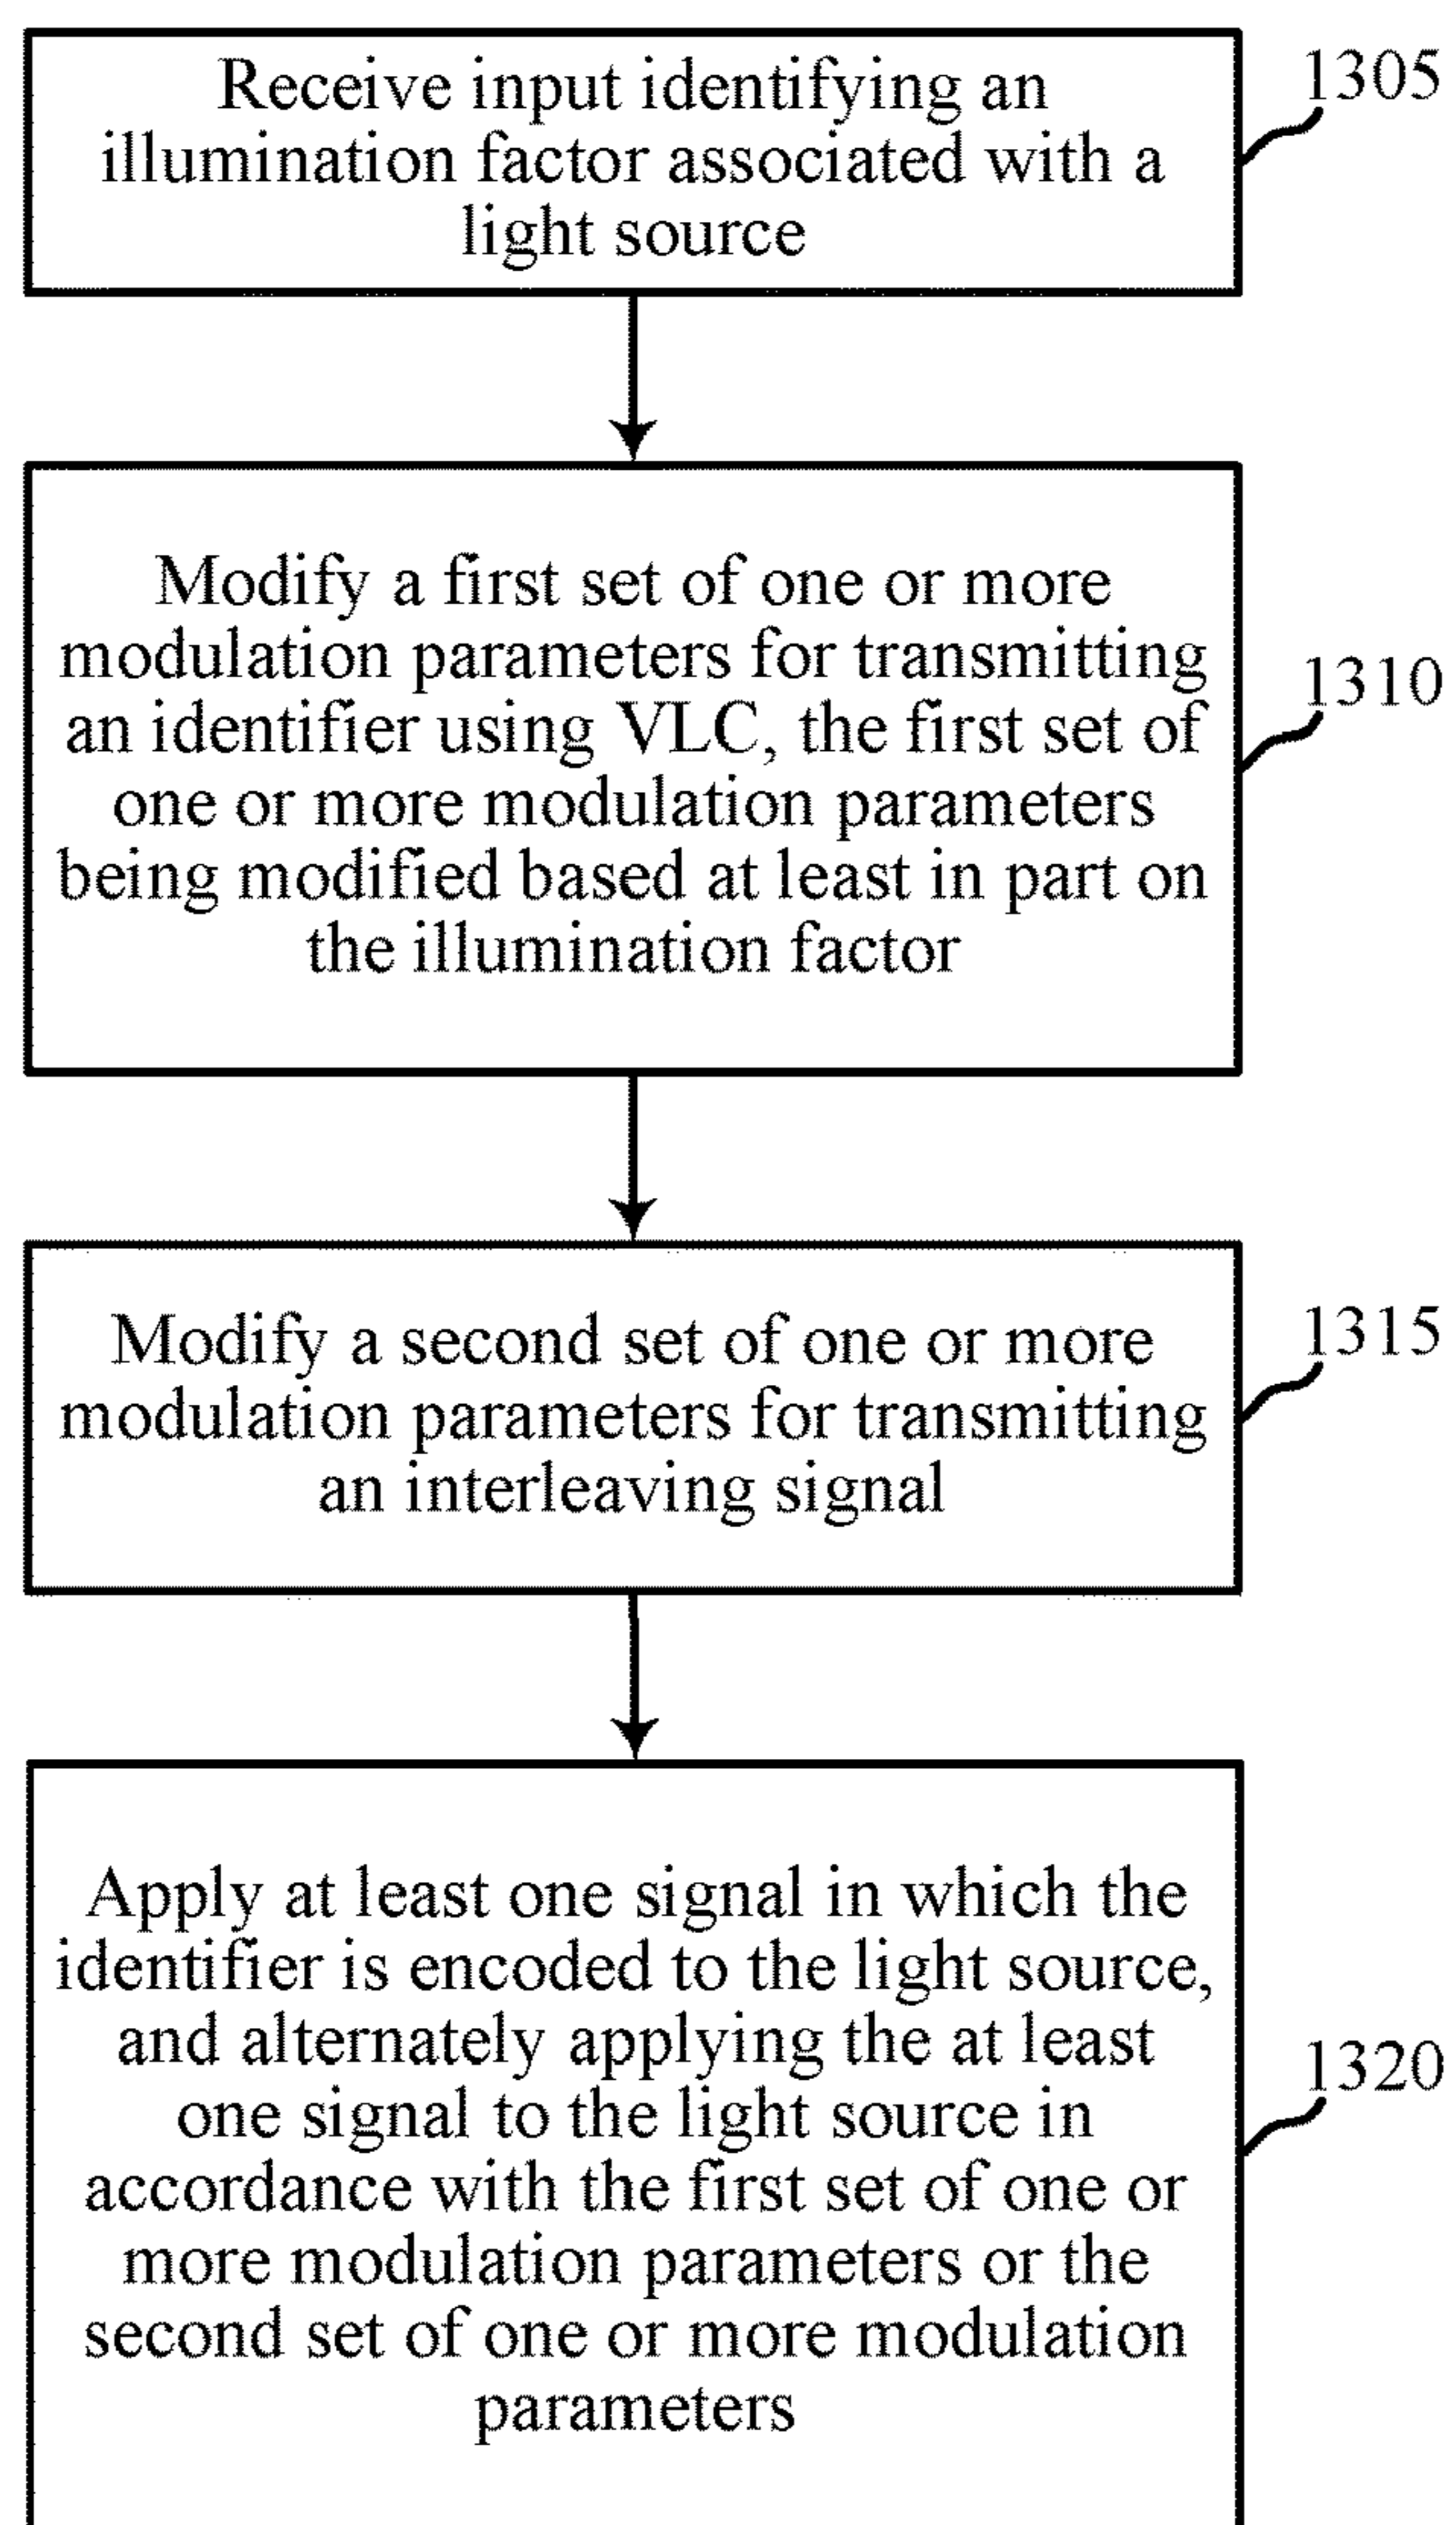 Receive input identifying an
illumination factor associated with a
light source
1305
Modify a first set of one or more
modulation parameters for transmitting
an identifier using VLC, the first set of
one or more modulation parameters
being modified based at least in part on
the illumination factor
1310
Modify a second set of one or more
modulation parameters for transmitting
an interleaving signal
1315
Apply at least one signal in which the
identifier is encoded to the light source,
and alternately applying the at least
one signal to the light source in
accordance with the first set of one or
more modulation parameters or the
second set of one or more modulation
parameters
1320